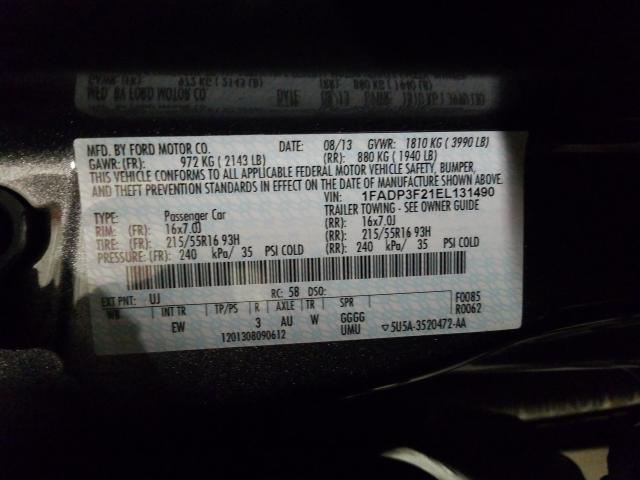 MFD. BY FORD MOTOR CO. DATE: 08/13 GVWR: 1810 KG ( 3990 LB)
GAWR: (FR): 972 KG ( 2143 LB) (RR): 880 KG ( 1940 LB)
THIS VEHICLE CONFORMS TO ALL APPLICABLE FEDERAL MOTOR VEHICLE SAFETY, BUMPER,
AND THEFT PREVENTION STANDARDS IN EFFECT ON THE DATE OF MANUFACTURE SHOWN ABOVE.
VIN: 1FADP3F21EL131490
TYPE: Passenger Car TRAILER TOWING - SEE OWNER GUIDE
RIM: (FR): 16x7.0J (RR): 16x7.0J
TIRE: (FR): 215/55R16 93H (RR): 215/55R16 93H
PRESSURE: (FR): 240 kPa/ 35 PSI COLD (RR): 240 kPa/ 35 PSI COLD
EXT PNT: UJ RC: 58 DSO:
WB INT TR TP/PS R AXLE TR SPR F0085
EW 3 AU W GGGG R0062
UMU
1201308090612 5U5A-3520472-AA